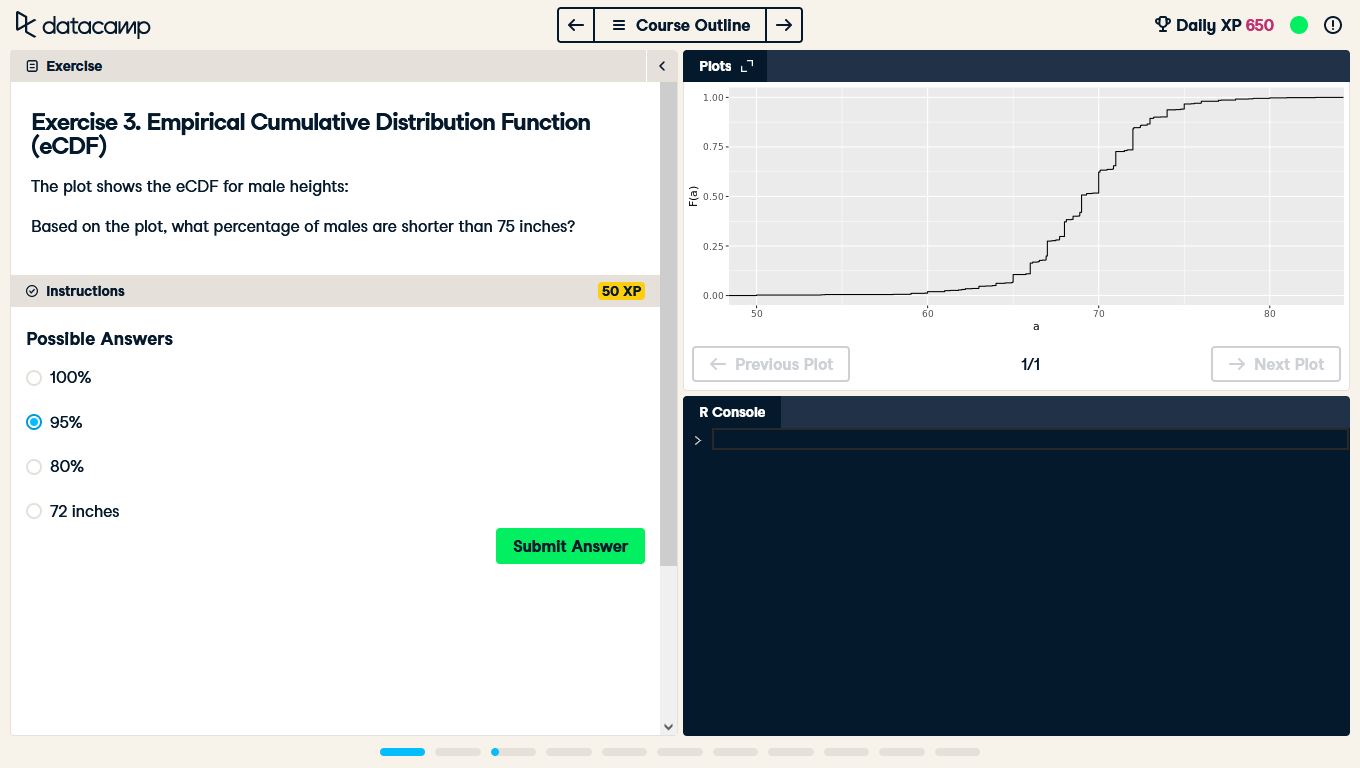 datacamp
Course Outline
Daily XP 650
Exercise
Exercise 3. Empirical Cumulative Distribution Function
(eCDF)
The plot shows the eCDF for male heights:
Based on the plot, what percentage of males are shorter than 75 inches?
Instructions
50 XP
Possible Answers
100%
95%
80%
72 inches
Submit Answer
Plots
1.00
0.75
0.50
0.25
0.00
F(a)
50
60
70
80
a
Previous Plot
1/1
Next Plot
R Console
>